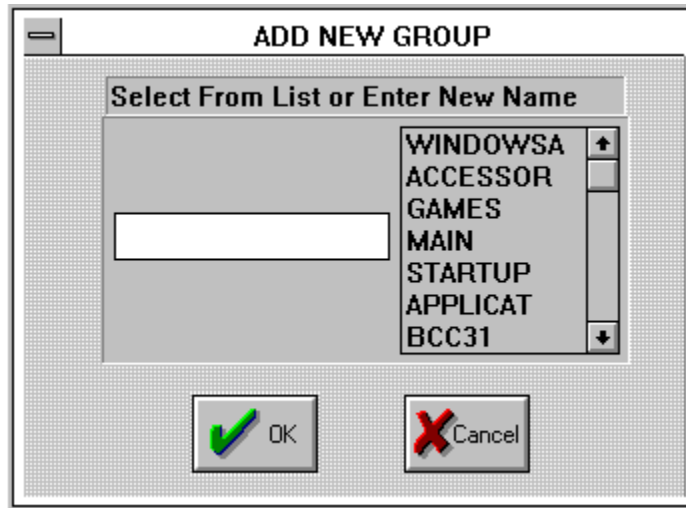 ADD NEW GROUP
Select From List or Enter New Name
WINDOWSA
ACCESSOR
GAMES
MAIN
STARTUP
APPLICAT
BCC31
OK
Cancel